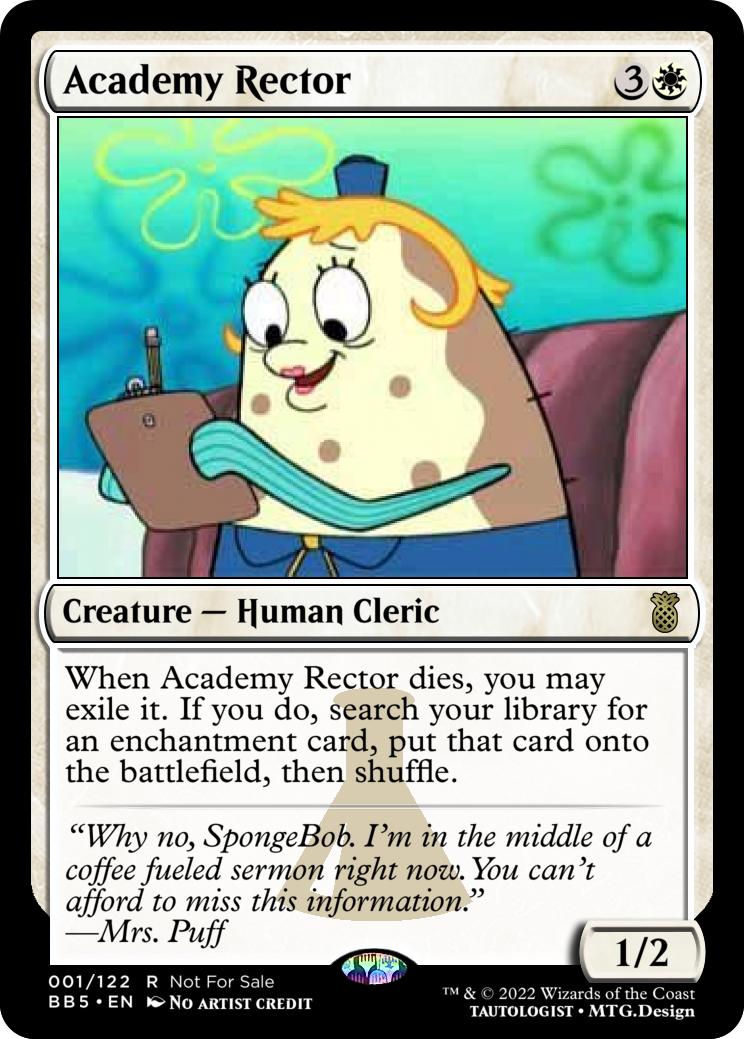 Academy Rector 3
Creature — Human Cleric
When Academy Rector dies, you may
exile it. If you do, search your library for
an enchantment card, put that card onto
the battlefield, then shuffle.
“Why no, SpongeBob. I’m in the middle of a
coffee fueled sermon right now. You can’t
afford to miss this information.”
—Mrs. Puff
1/2
001/122 R Not For Sale
BB5 • EN No artist credit
™ & © 2022 Wizards of the Coast
TAUTOLOGIST • MTG.Design